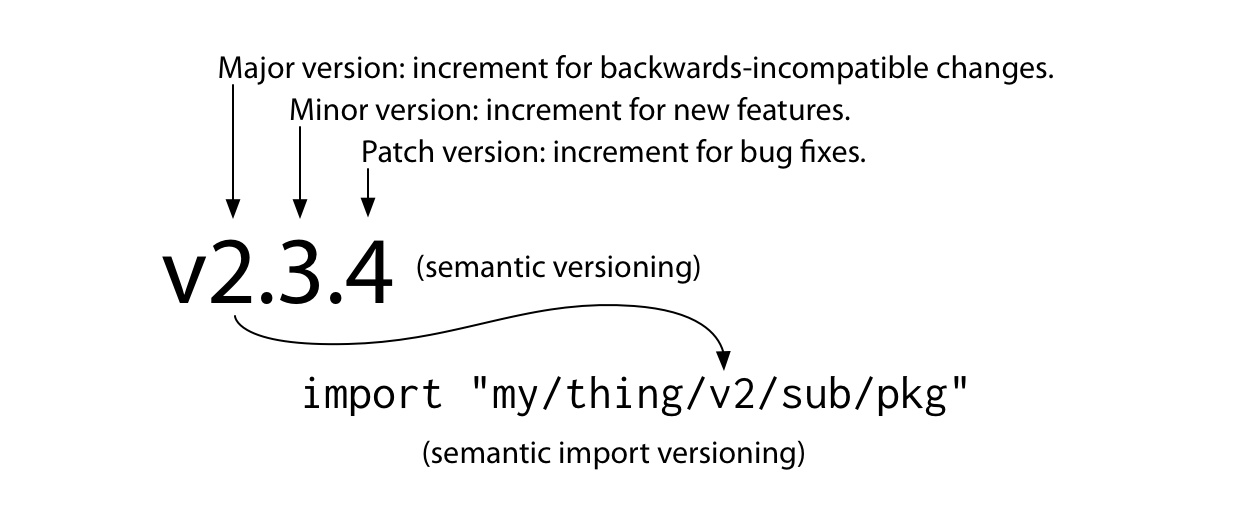 Major version: increment for backwards-incompatible changes.
Minor version: increment for new features.
Patch version: increment for bug fixes.
v2.3.4 (semantic versioning)
import "my/thing/v2/sub/pkg"
(semantic import versioning)